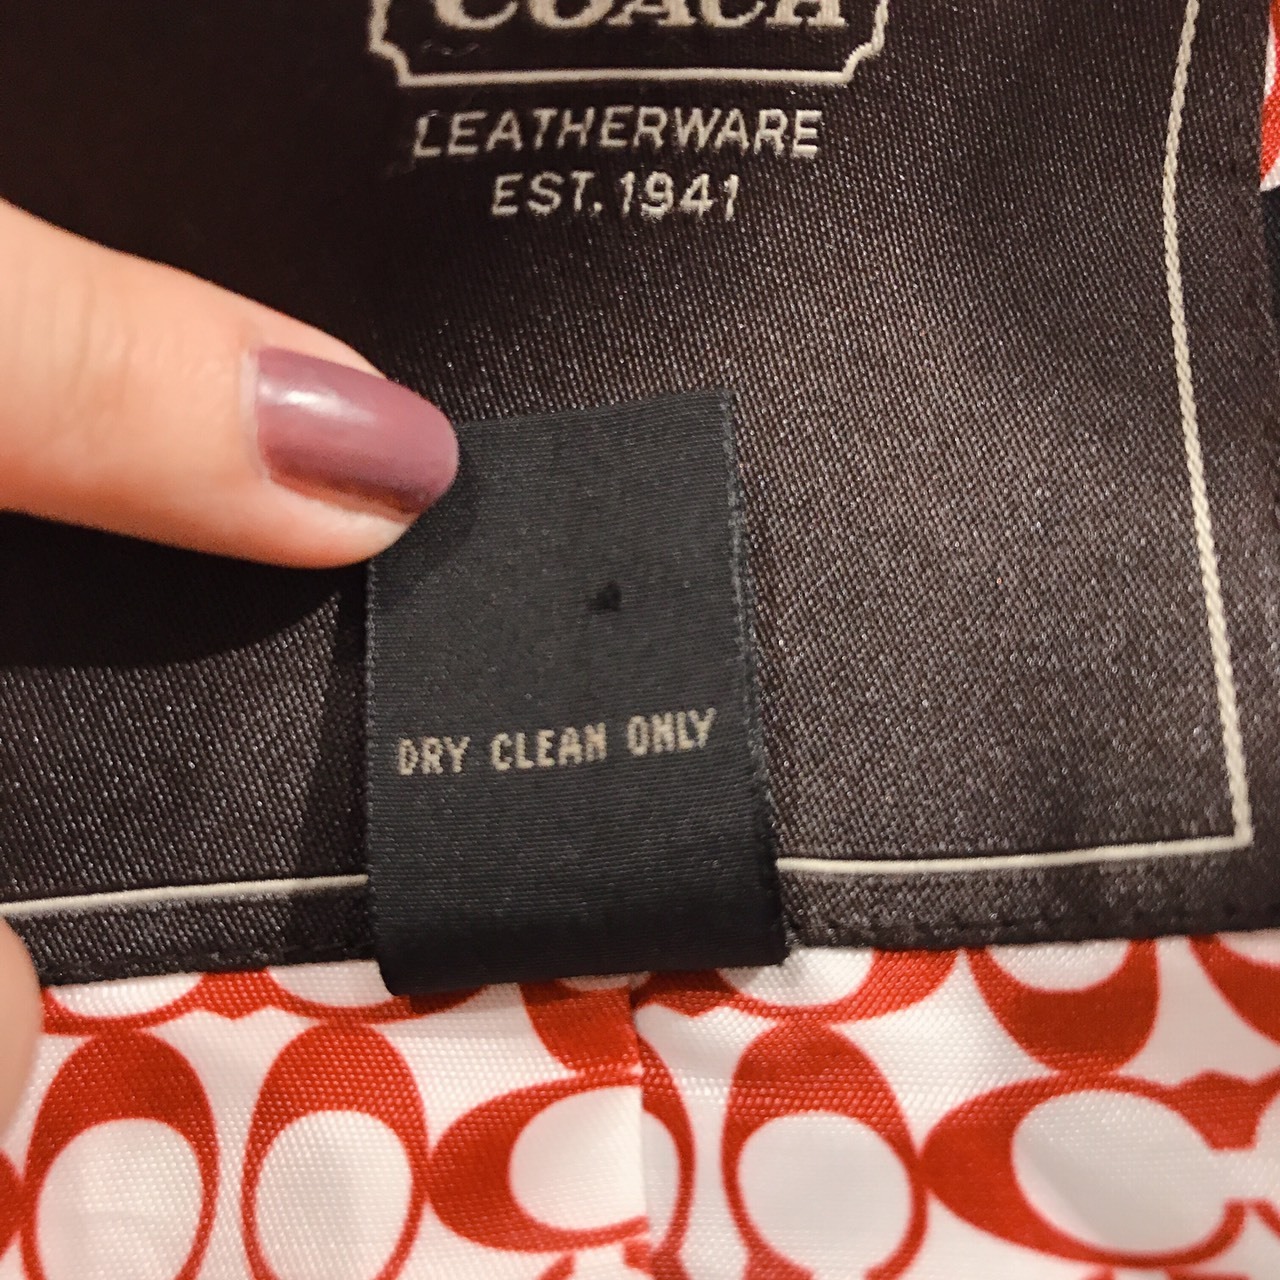 COACH
LEATHERWARE
EST. 1941
DRY CLEAN ONLY